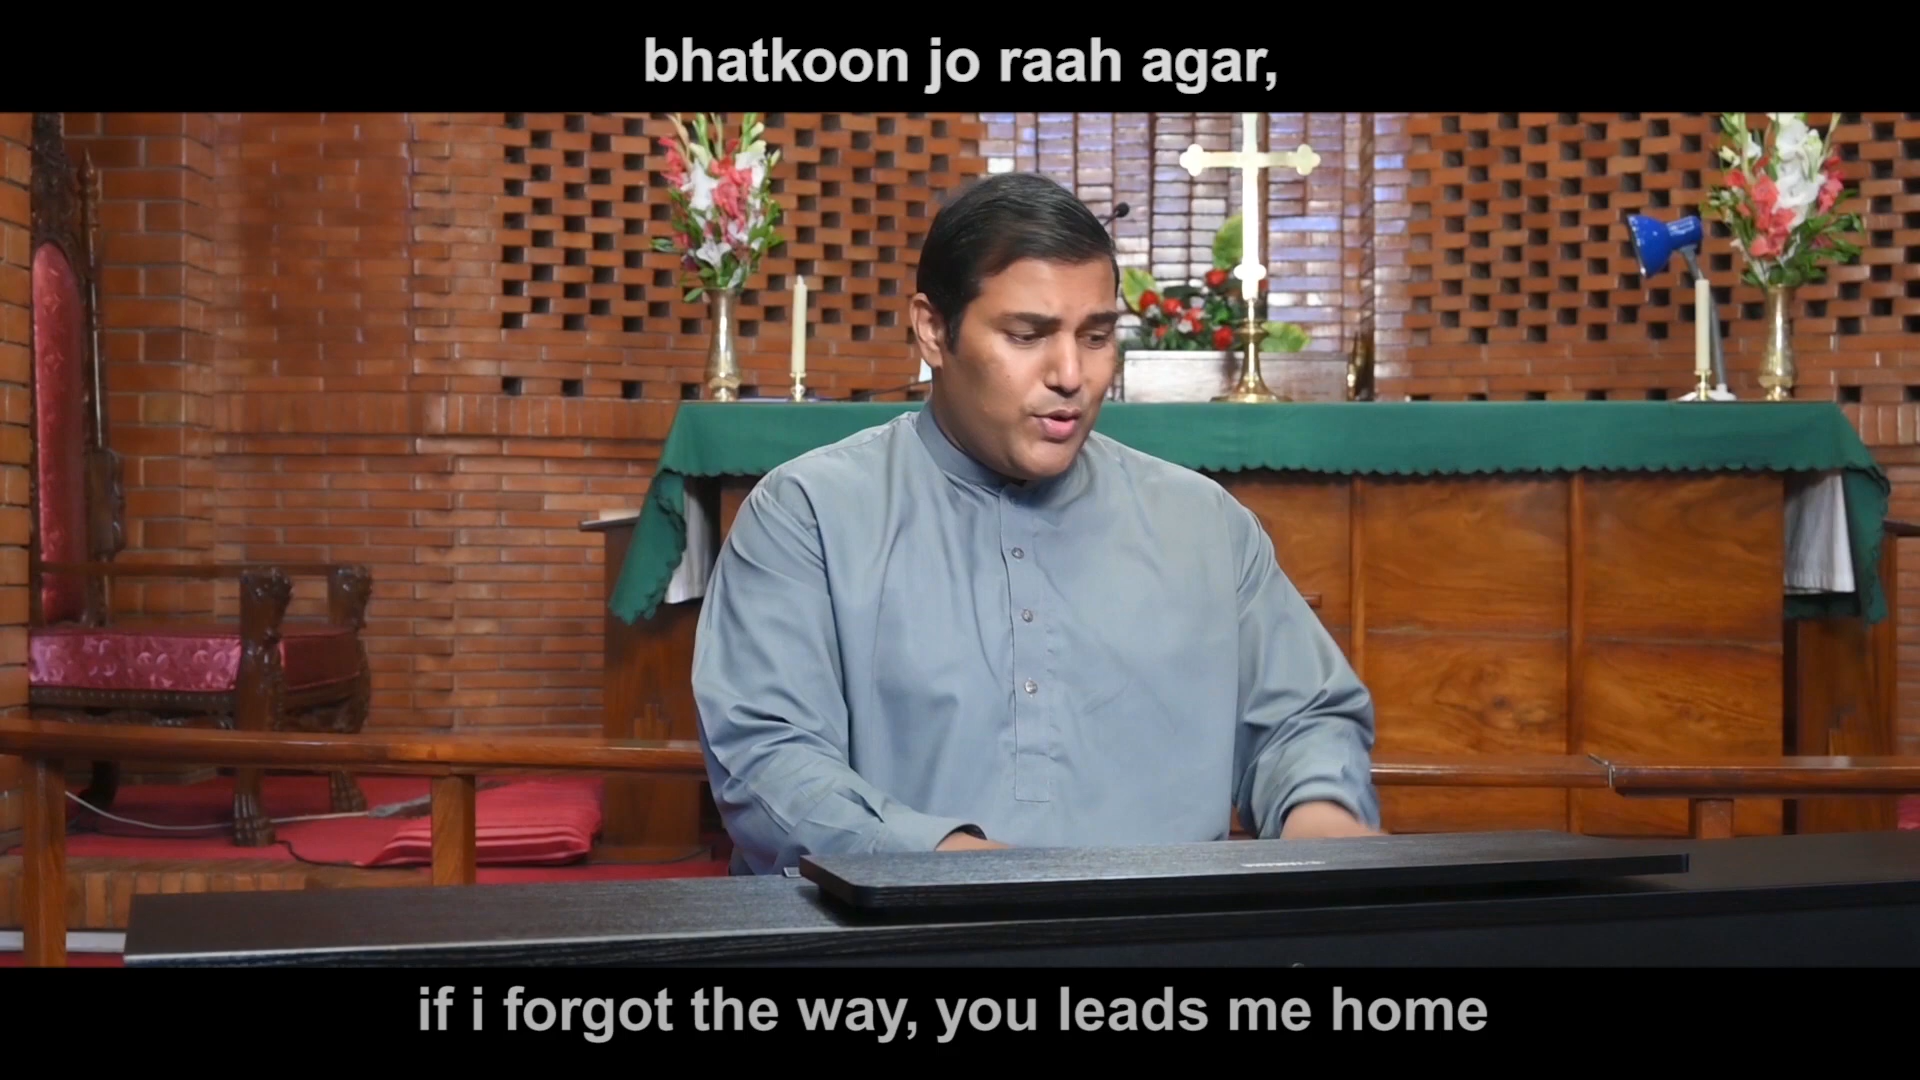 bhatkoon jo raah agar,
if i forgot the way, you leads me home